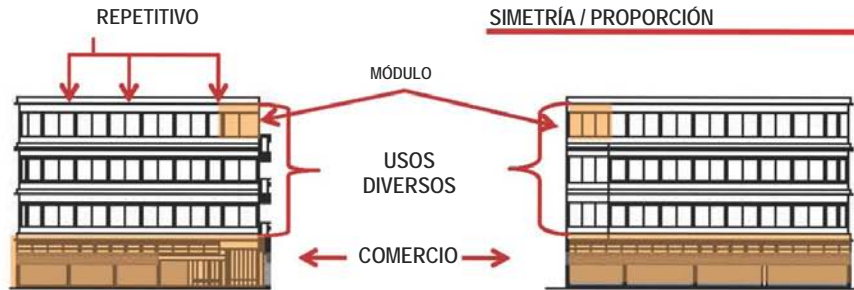 REPETITIVO
SIMETRÍA / PROPORCIÓN
MÓDULO
USOS
DIVERSOS
COMERCIO